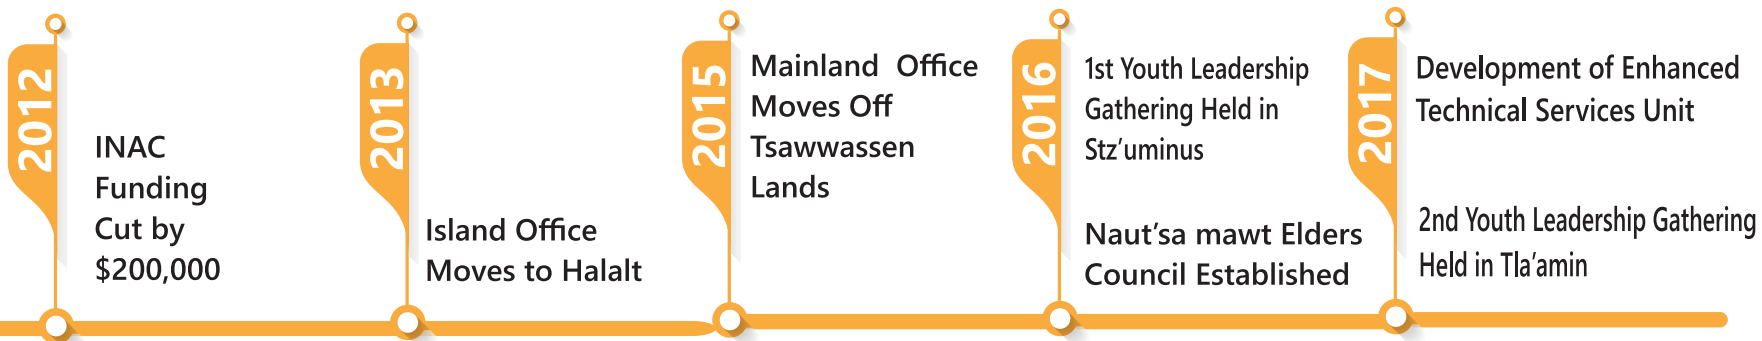 2012
INAC
Funding
Cut by
$200,000
2013
Island Office
Moves to Halalt
2015
Mainland Office
Moves Off
Tsawwassen
Lands
2016
1st Youth Leadership
Gathering Held in
Stz'uminus
Naut'sa mawt Elders
Council Established
2017
Development of Enhanced
Technical Services Unit
2nd Youth Leadership Gathering
Held in Tla'amin